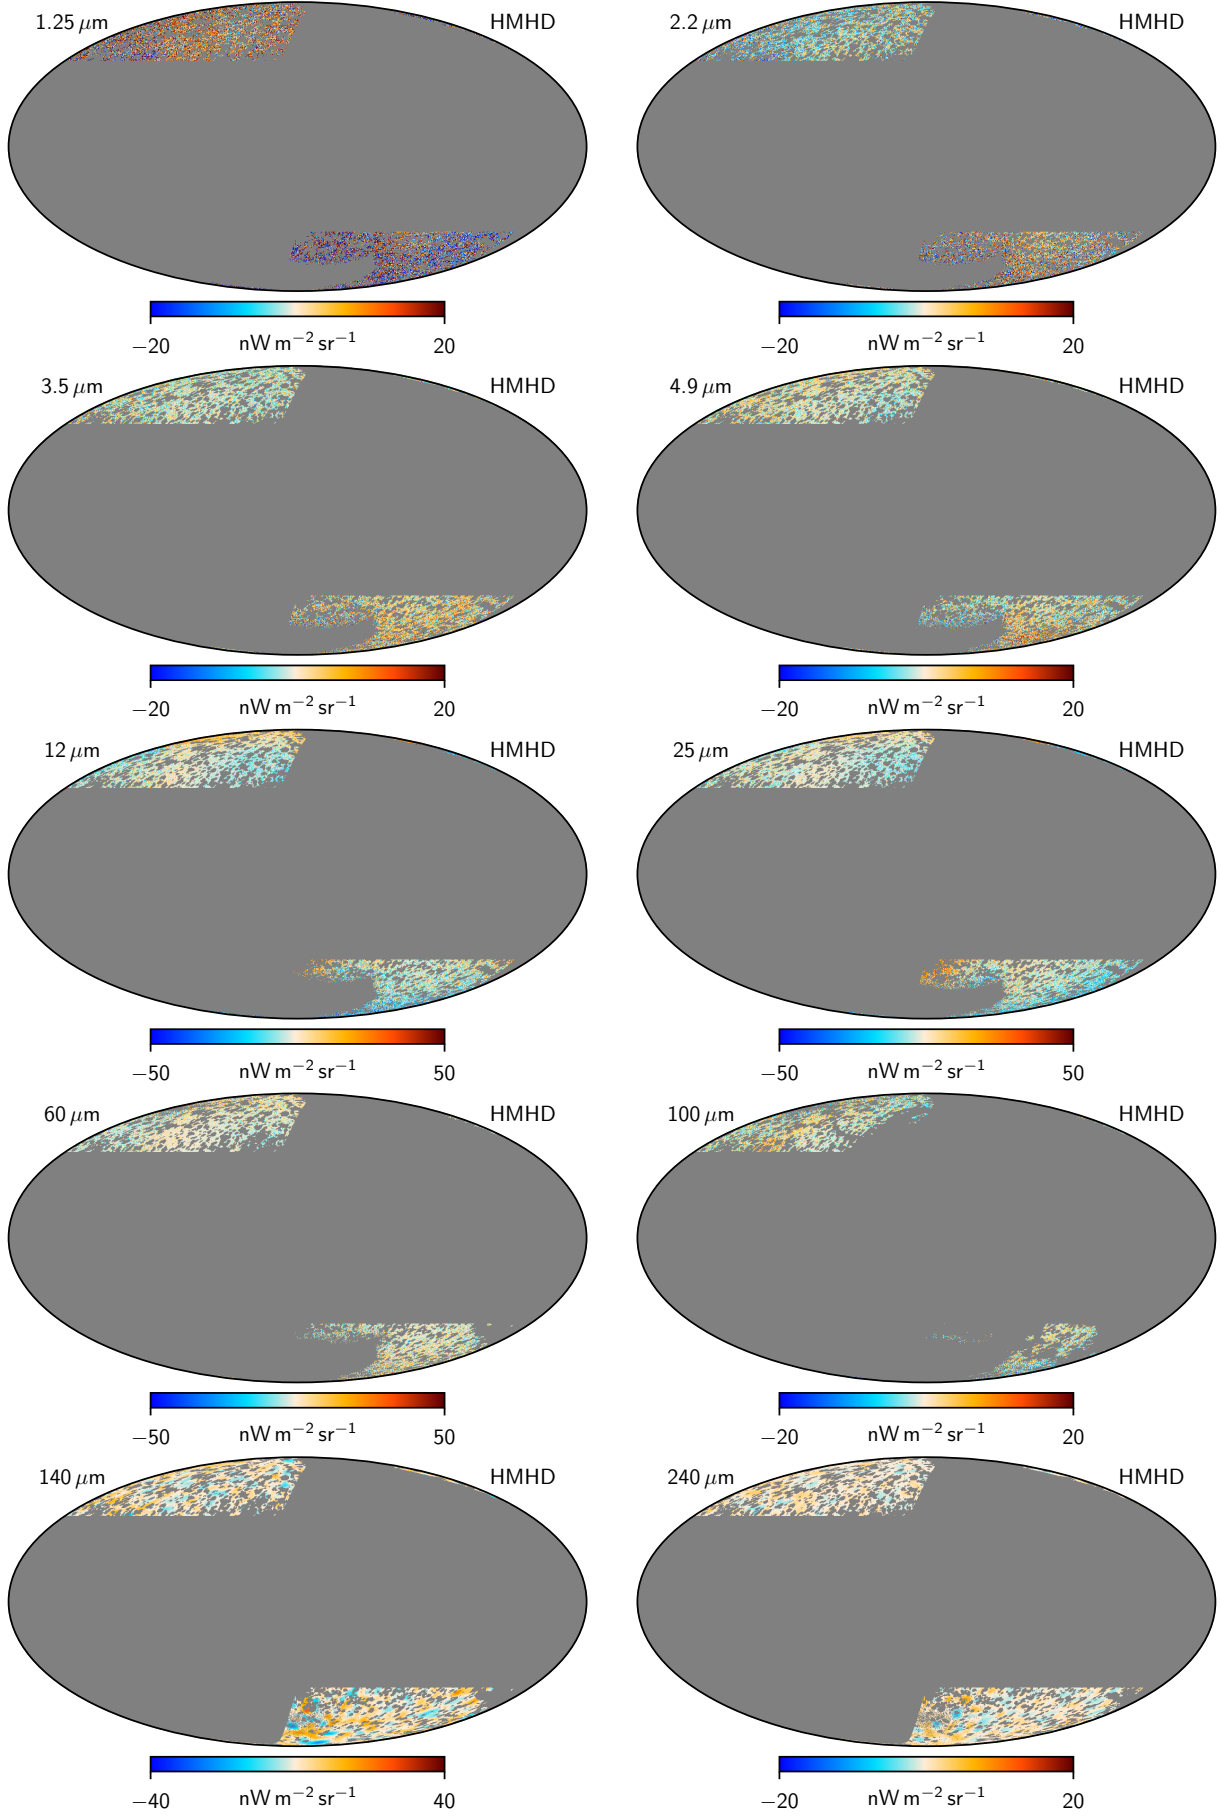 1.25 μm HMHD 2.2 μm HMHD
−20 nW m⁻² sr⁻¹ 20 −20 nW m⁻² sr⁻¹ 20
3.5 μm HMHD 4.9 μm HMHD
−20 nW m⁻² sr⁻¹ 20 −20 nW m⁻² sr⁻¹ 20
12 μm HMHD 25 μm HMHD
−50 nW m⁻² sr⁻¹ 50 −50 nW m⁻² sr⁻¹ 50
60 μm HMHD 100 μm HMHD
−50 nW m⁻² sr⁻¹ 50 −20 nW m⁻² sr⁻¹ 20
140 μm HMHD 240 μm HMHD
−40 nW m⁻² sr⁻¹ 40 −20 nW m⁻² sr⁻¹ 20